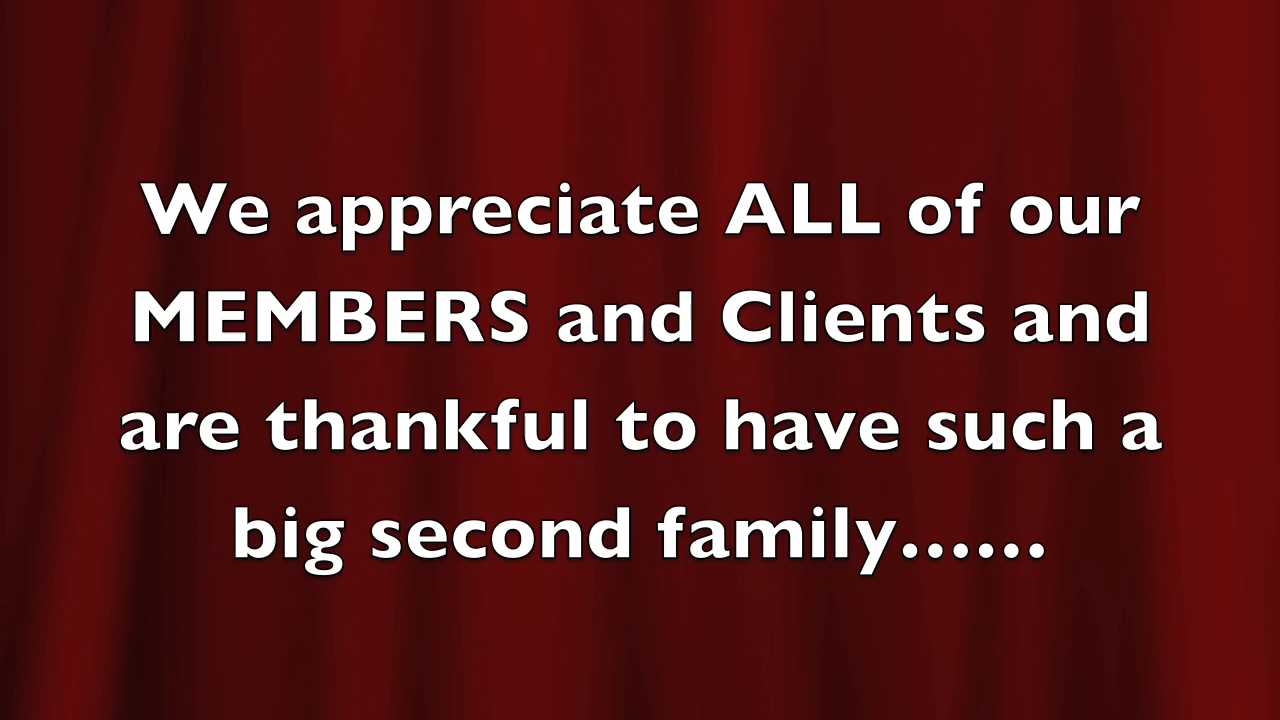 We appreciate ALL of our
MEMBERS and Clients and
are thankful to have such a
big second family......